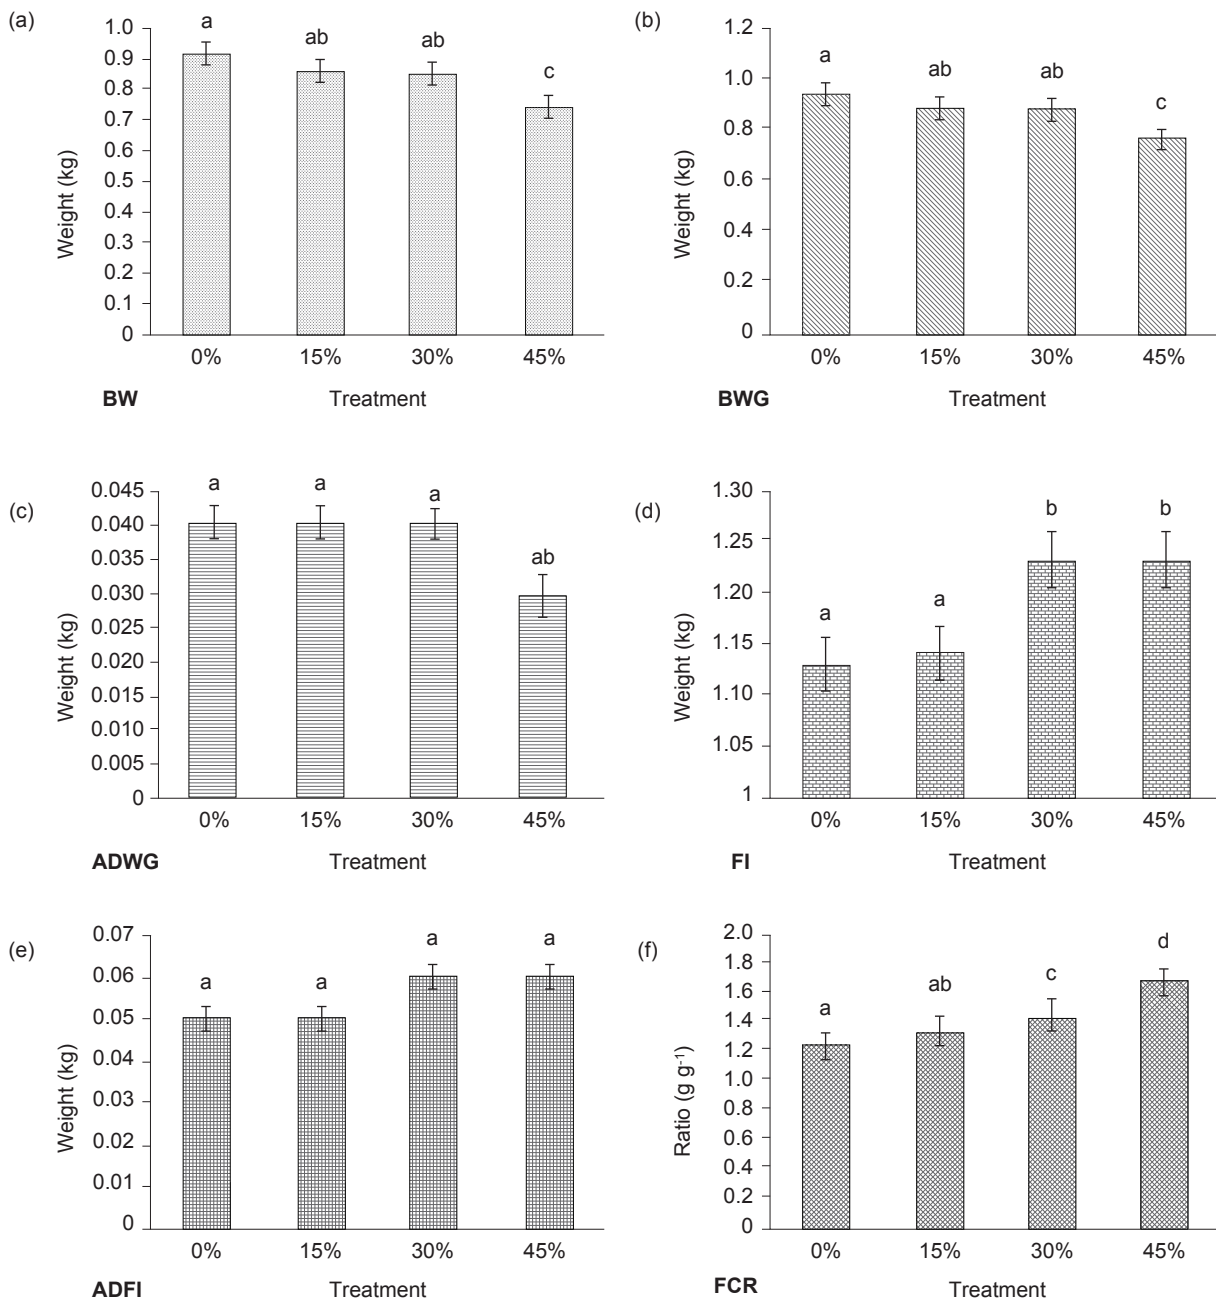 (a)
1.0
0.9
0.8
0.7
0.6
0.5
0.4
0.3
0.2
0.1
0
Weight (kg)
a
ab
ab
c
0%
15%
30%
45%
BW
Treatment
(b)
1.2
1.0
0.8
0.6
0.4
0.2
0
Weight (kg)
a
ab
ab
c
0%
15%
30%
45%
BWG
Treatment
(c)
0.045
0.040
0.035
0.030
0.025
0.020
0.015
0.010
0.005
0
Weight (kg)
a
a
a
ab
0%
15%
30%
45%
ADWG
Treatment
(d)
1.30
1.25
1.20
1.15
1.10
1.05
1
Weight (kg)
a
a
b
b
0%
15%
30%
45%
FI
Treatment
(e)
0.07
0.06
0.05
0.04
0.03
0.02
0.01
0
Weight (kg)
a
a
a
a
0%
15%
30%
45%
ADFI
Treatment
(f)
2.0
1.8
1.6
1.4
1.2
1.0
0.8
0.6
0.4
0.2
0
Ratio (g g⁻¹)
a
ab
c
d
0%
15%
30%
45%
FCR
Treatment